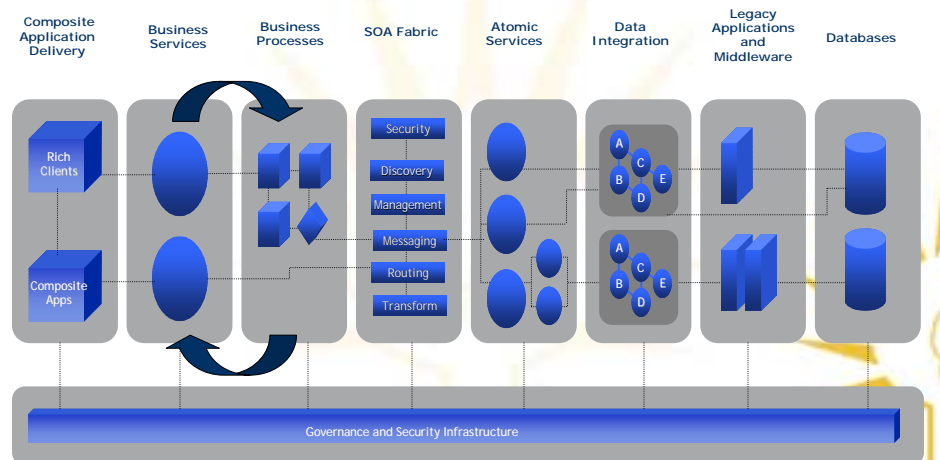 Composite
Application
Delivery
Business
Services
Business
Processes
SOA Fabric
Atomic
Services
Data
Integration
Legacy
Applications
and
Middleware
Databases
Rich
Clients
Composite
Apps
Security
Discovery
Management
Messaging
Routing
Transform
A
C
B
E
D
A
C
B
E
D
Governance and Security Infrastructure